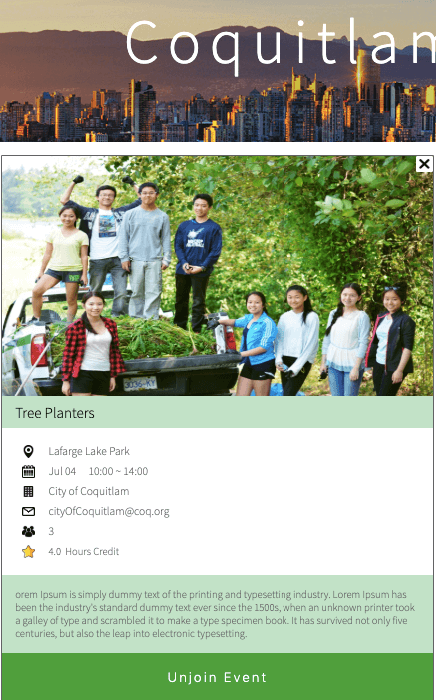 Coquitlam
3036-KY
Tree Planters
Lafarge Lake Park
Jul 04 10:00 ~ 14:00
City of Coquitlam
cityOfCoquitlam@coq.org
3
4.0 Hours Credit
orem Ipsum is simply dummy text of the printing and typesetting industry. Lorem Ipsum has
been the industry's standard dummy text ever since the 1500s, when an unknown printer took
a galley of type and scrambled it to make a type specimen book. It has survived not only five
centuries, but also the leap into electronic typesetting.
Unjoin Event